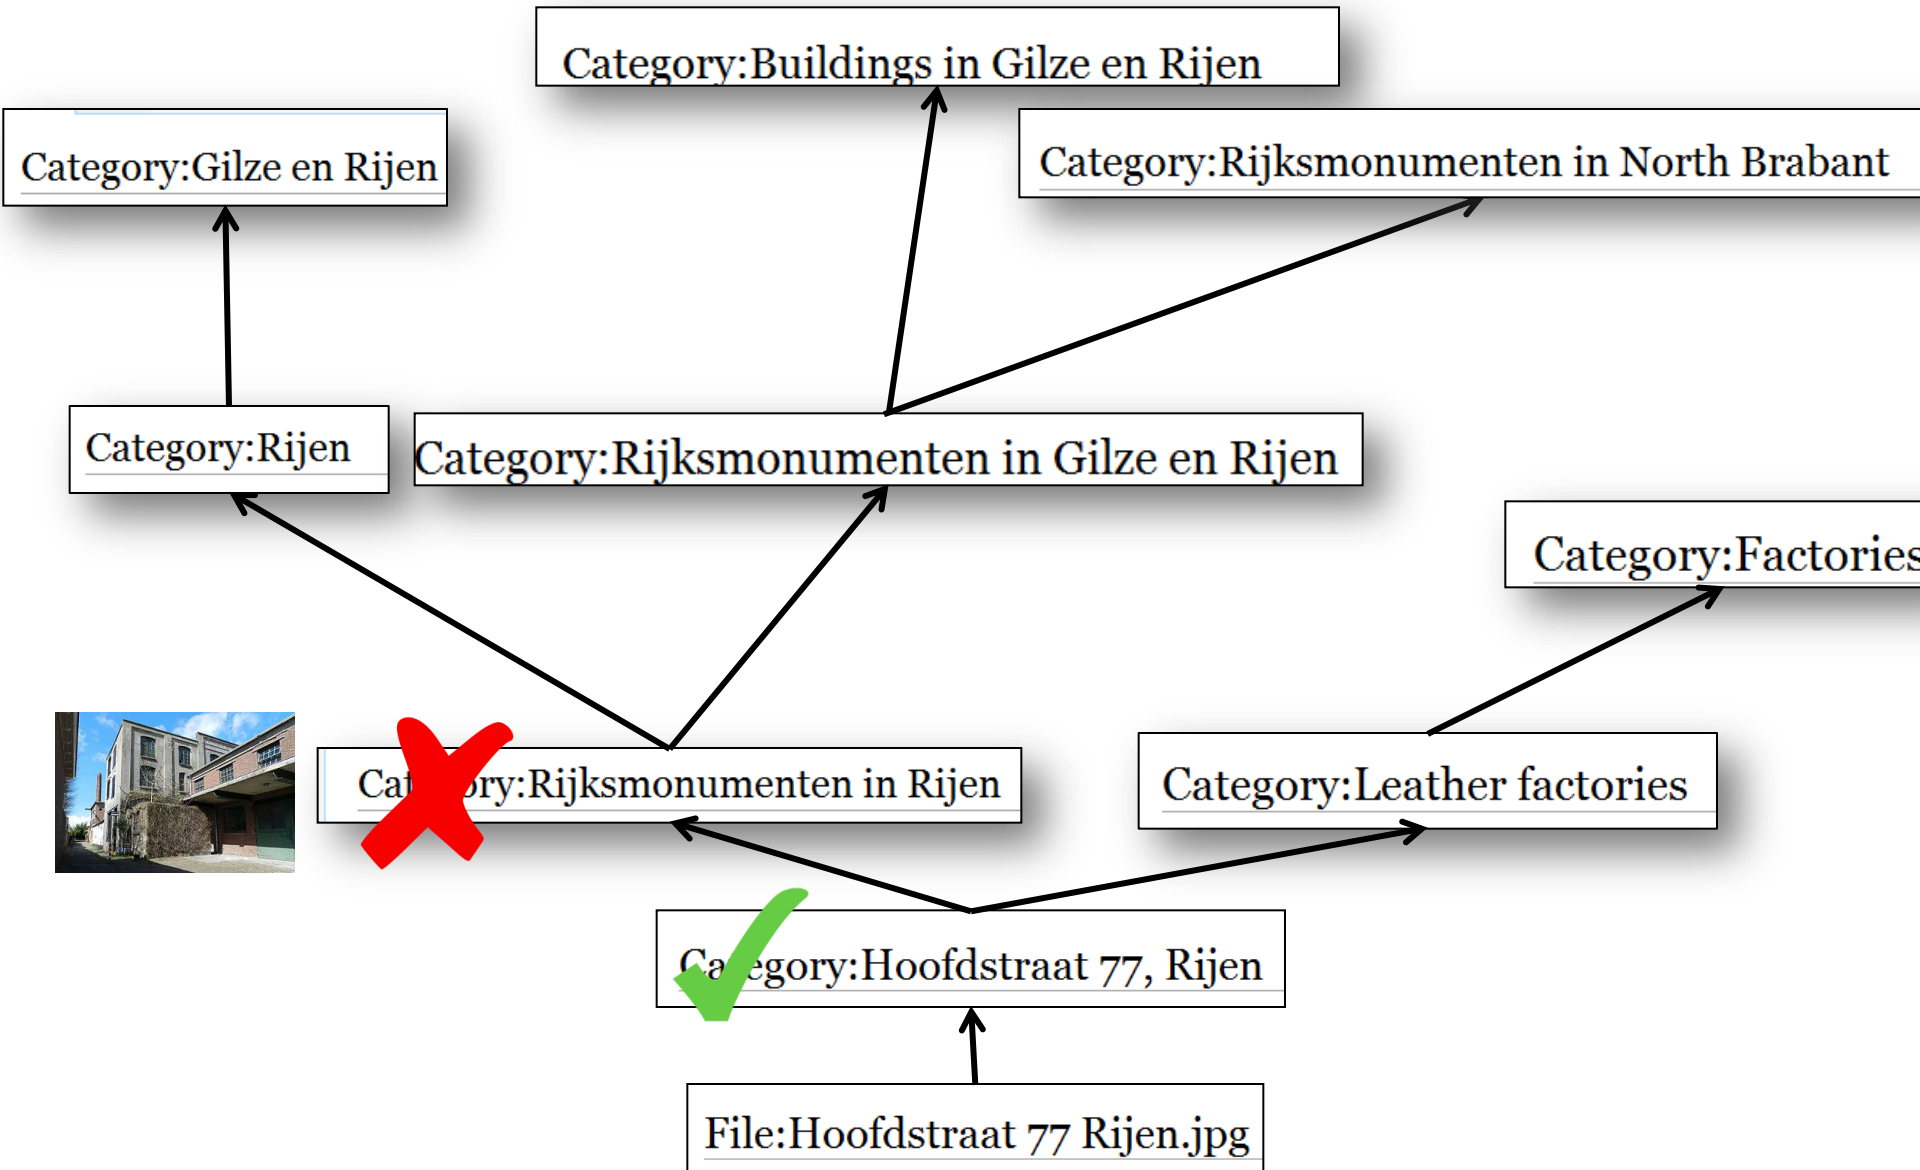 Category:Buildings in Gilze en Rijen
Category:Gilze en Rijen
Category:Rijksmonumenten in North Brabant
Category:Rijen
Category:Rijksmonumenten in Gilze en Rijen
Category:Factories
Category:Rijksmonumenten in Rijen
Category:Leather factories
Category:Hoofdstraat 77, Rijen
File:Hoofdstraat 77 Rijen.jpg